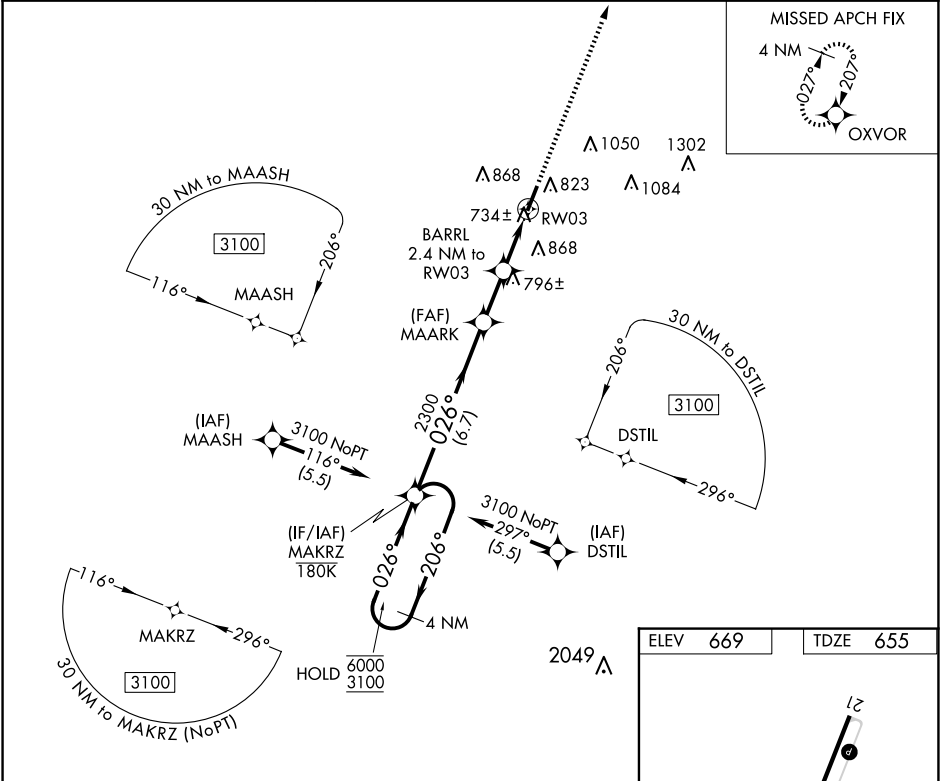 MISSED APCH FIX
4 NM
027°
207°
OXVOR
1050
1302
868
823
1084
30 NM to MAASH
3100
206°
116°
MAASH
734±
RW03
BARRL
2.4 NM to
RW03
868
796±
(FAF)
MAARK
30 NM to DSTIL
206°
3100
DSTIL
296°
2300
026°
(6.7)
(IAF)
MAASH
3100 NoPT
116°
(5.5)
3100 NoPT
297°
(5.5)
(IAF)
DSTIL
(IF/IAF)
MAKRZ
180K
026°
206°
4 NM
HOLD
6000
3100
116°
MAKRZ
296°
3100
30 NM to MAKRZ (NoPT)
2049
ELEV 669
TDZE 655
21
P